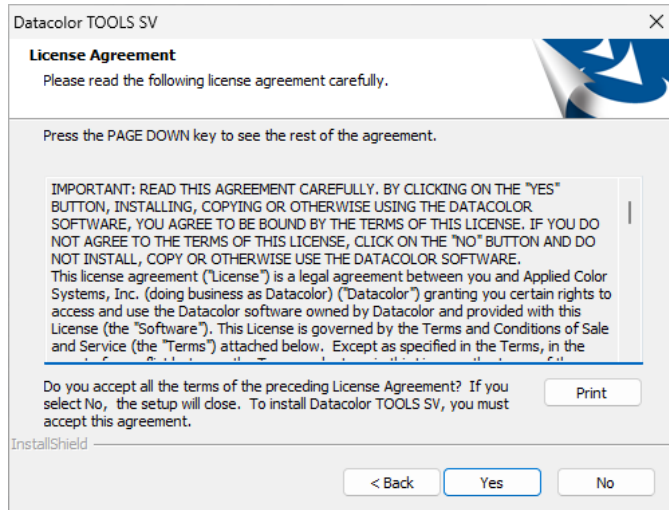 Datacolor TOOLS SV
License Agreement
Please read the following license agreement carefully.
Press the PAGE DOWN key to see the rest of the agreement.
IMPORTANT: READ THIS AGREEMENT CAREFULLY. BY CLICKING ON THE "YES"
BUTTON, INSTALLING, COPYING OR OTHERWISE USING THE DATACOLOR
SOFTWARE, YOU AGREE TO BE BOUND BY THE TERMS OF THIS LICENSE. IF YOU DO
NOT AGREE TO THE TERMS OF THIS LICENSE, CLICK ON THE "NO" BUTTON AND DO
NOT INSTALL, COPY OR OTHERWISE USE THE DATACOLOR SOFTWARE.
This license agreement ("License") is a legal agreement between you and Applied Color
Systems, Inc. (doing business as Datacolor) ("Datacolor") granting you certain rights to
access and use the Datacolor software owned by Datacolor and provided with this
License (the "Software"). This License is governed by the Terms and Conditions of Sale
and Service (the "Terms") attached below.  Except as specified in the Terms, in the
Do you accept all the terms of the preceding License Agreement?  If you
select No,  the setup will close.  To install Datacolor TOOLS SV, you must
accept this agreement.
Print
InstallShield
< Back
Yes
No